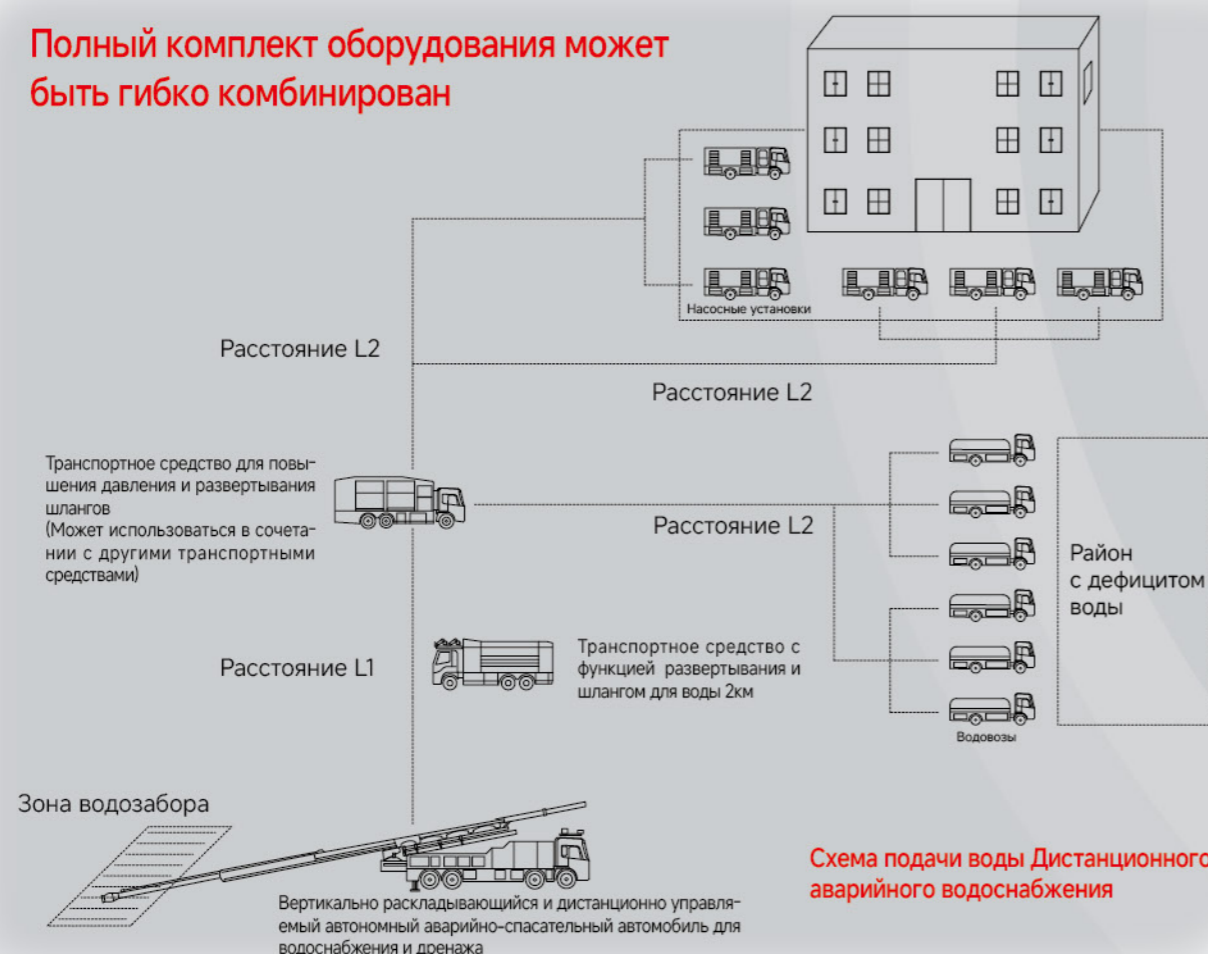 Полный комплект оборудования может
быть гибко комбинирован
Насосные установки
Расстояние L2
Расстояние L2
Транспортное средство для повы-
шения давления и развертывания
шлангов
(Может использоваться в сочета-
нии с другими транспортными
средствами)
Расстояние L2
Район
с дефицитом
воды
Расстояние L1
Транспортное средство с
функцией развертывания и
шлангом для воды 2км
Водовозы
Зона водозабора
Схема подачи воды Дистанционного
аварийного водоснабжения
Вертикально раскладывающийся и дистанционно управля-
емый автономный аварийно-спасательный автомобиль для
водоснабжения и дренажа